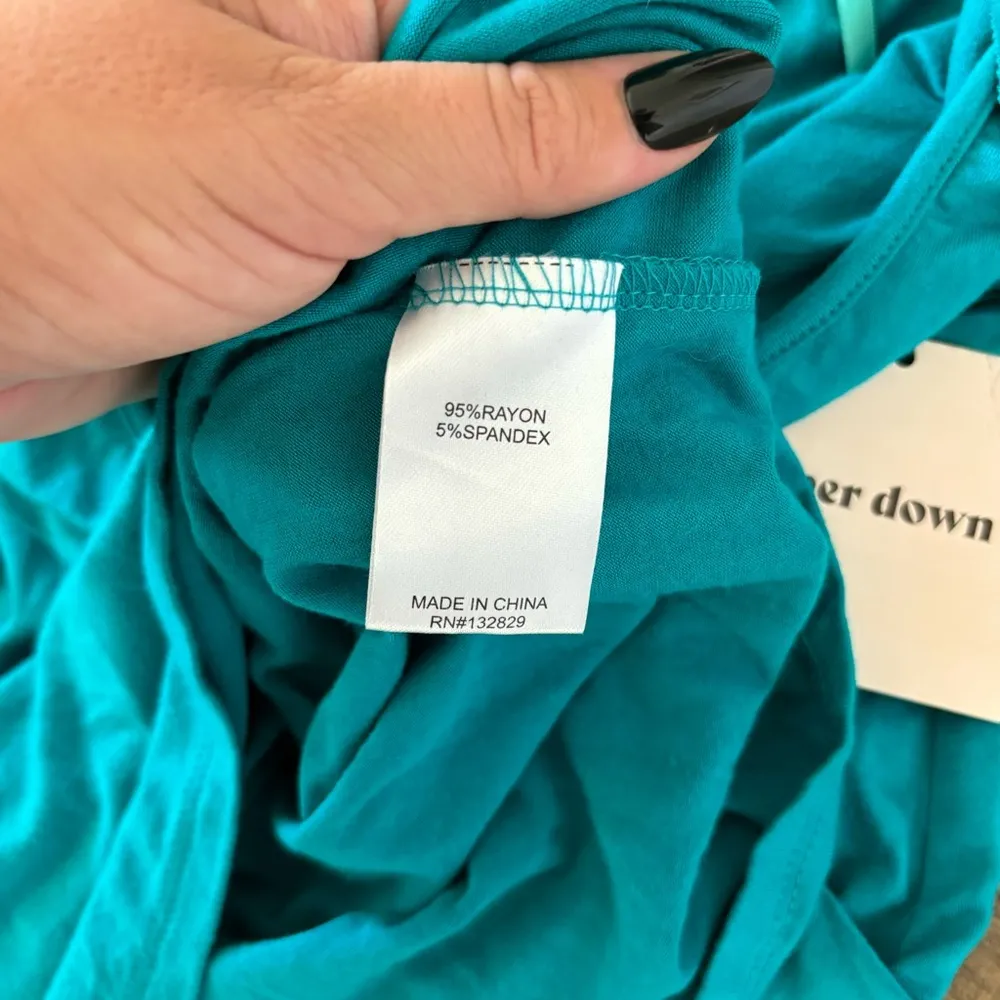 95%RAYON
5%SPANDEX
MADE IN CHINA
RN#132829
er down